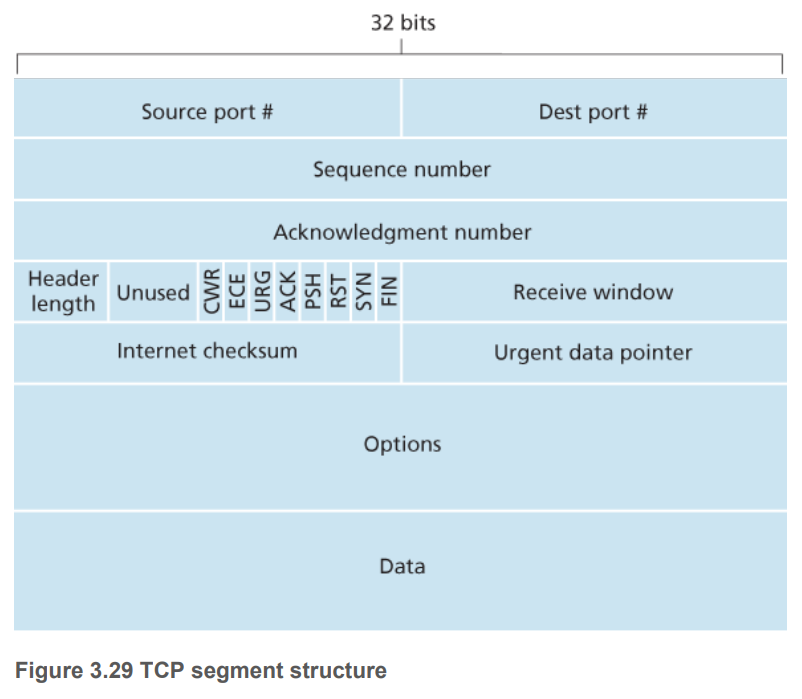 32 bits
Source port #
Dest port #
Sequence number
Acknowledgment number
Header
length
Unused
CWR
ECE
URG
ACK
PSH
RST
SYN
FIN
Receive window
Internet checksum
Urgent data pointer
Options
Data
Figure 3.29 TCP segment structure